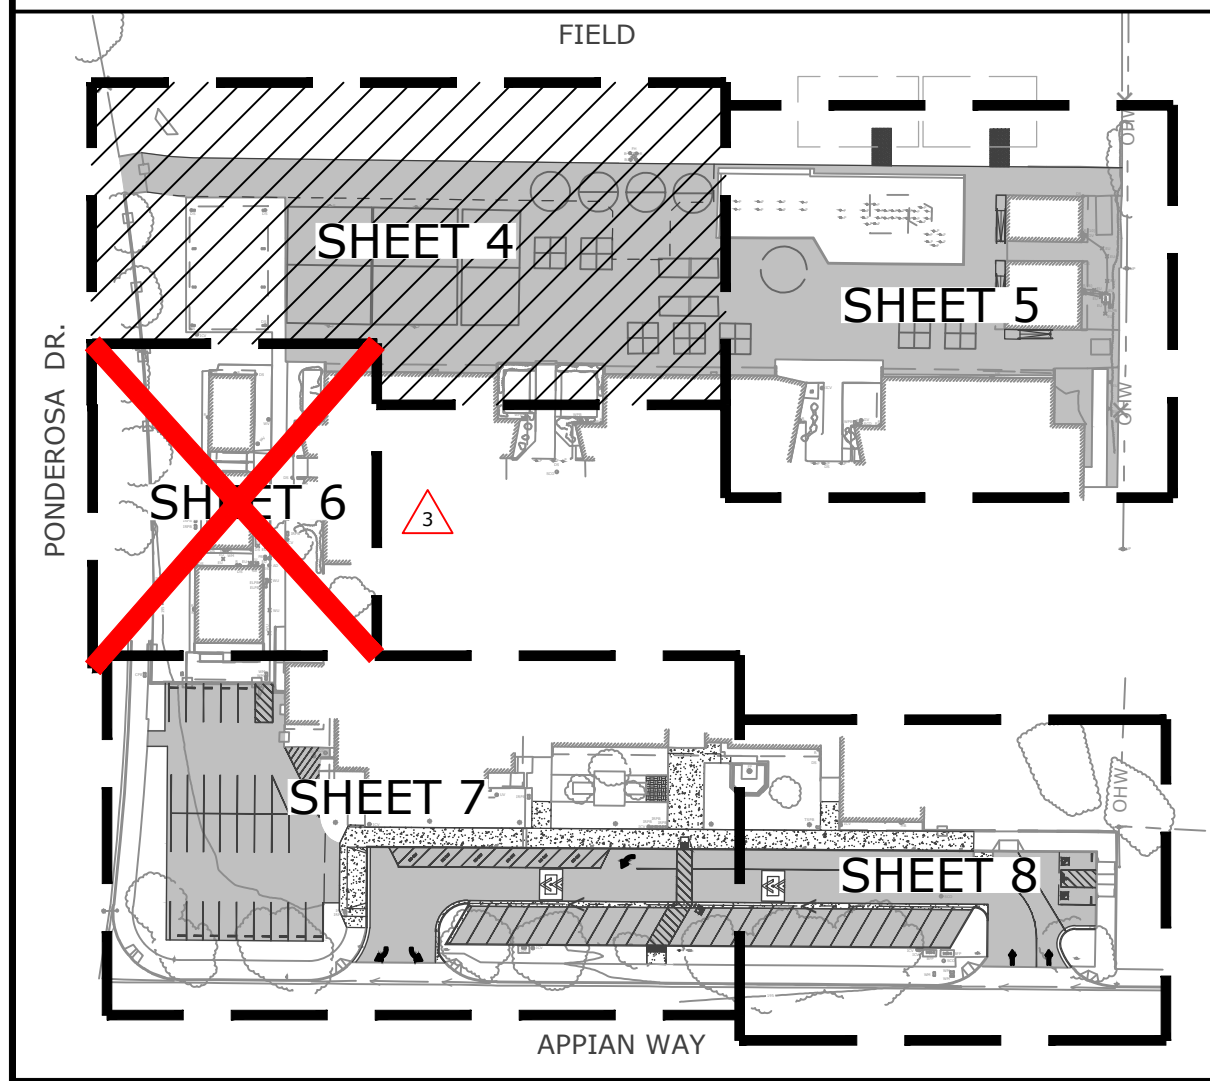 FIELD
OHW
SHEET 4
SHEET 5
OHW
PONDEROSA DR.
SHEET 6
3
OHW
SHEET 7
SHEET 8
APPIAN WAY